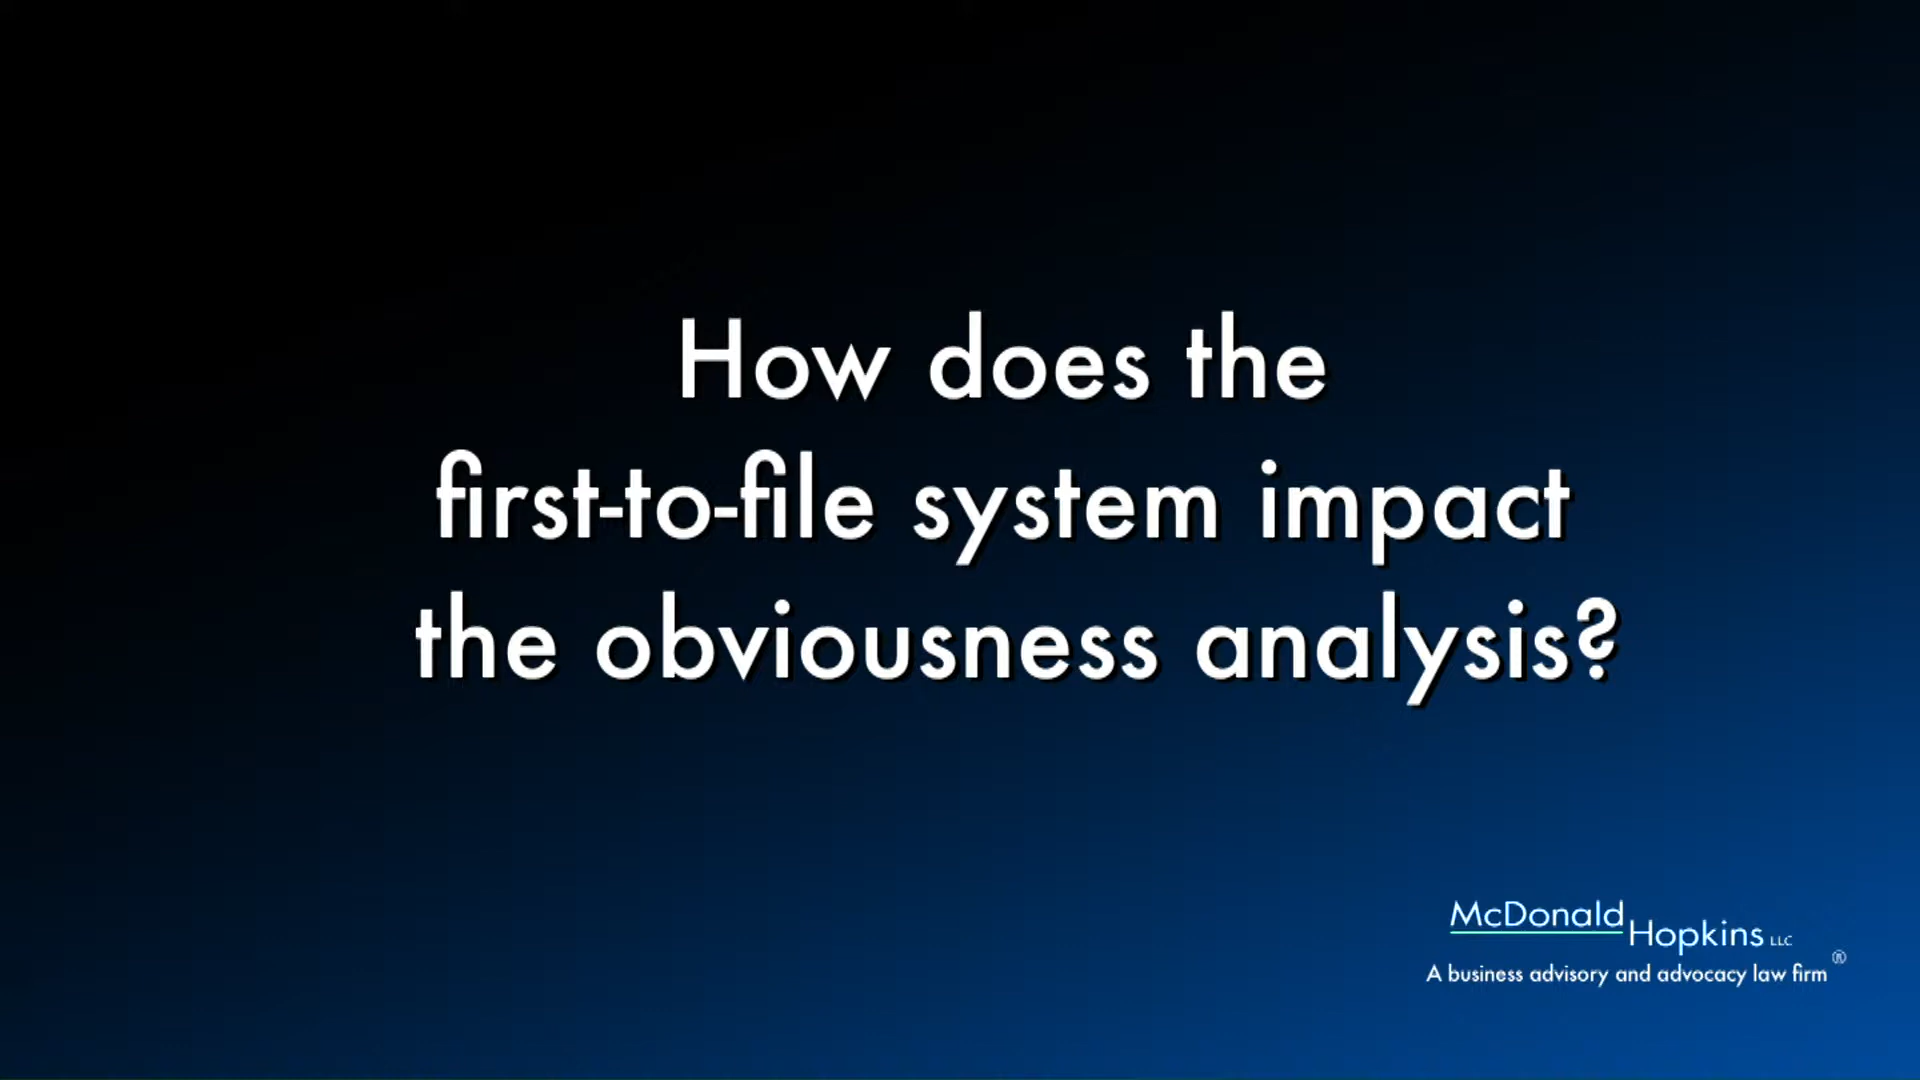 How does the
first-to-file system impact
the obviousness analysis?
McDonald Hopkins LLC
A business advisory and advocacy law firm ®